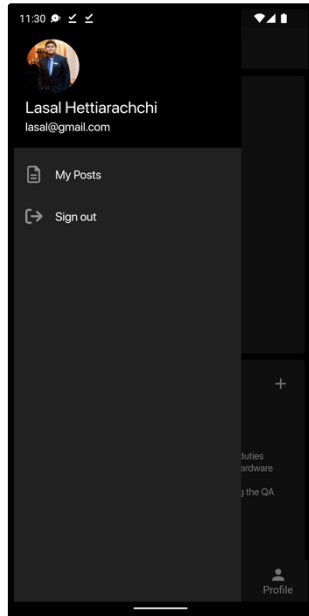 11:30
Lasal Hettiarachchi
lasal@gmail.com
My Posts
Sign out
+
duties
ardware
g the QA
Profile